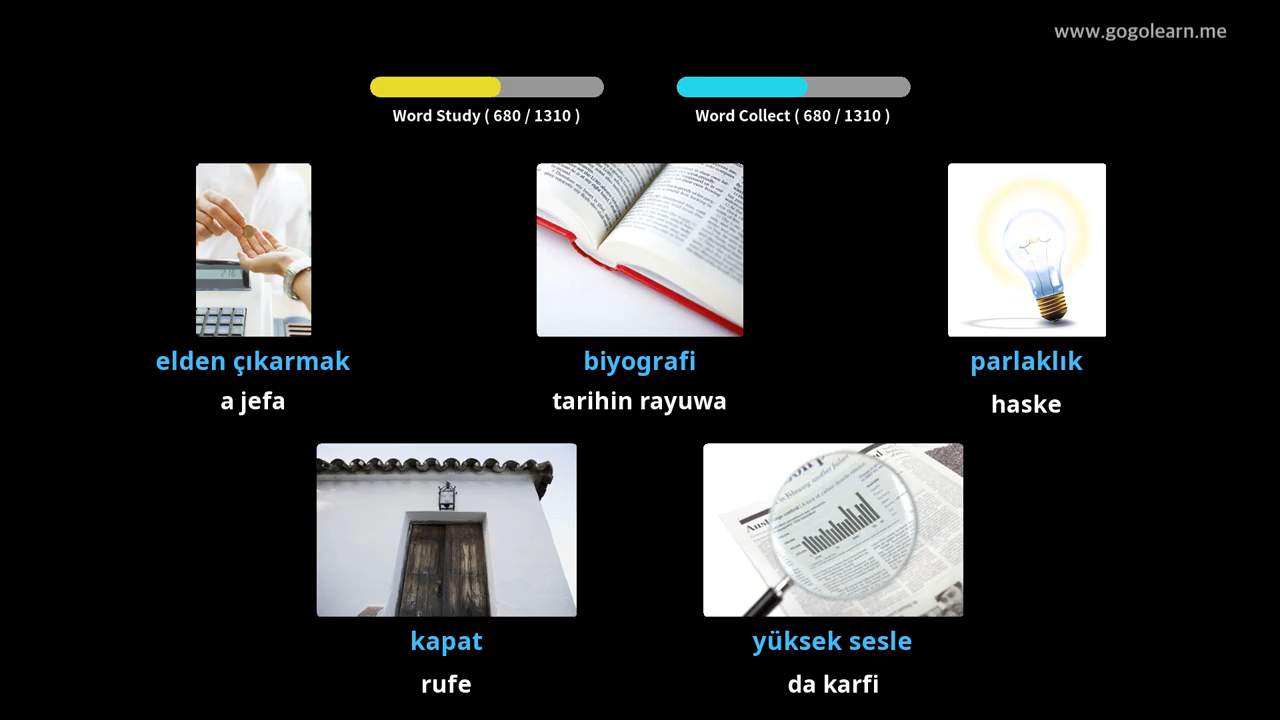 www.gogolearn.me
Word Study ( 680 / 1310 )
Word Collect ( 680 / 1310 )
elden çıkarmak
biyografi
parlaklık
a jefa
tarihin rayuwa
haske
kapat
yüksek sesle
rufe
da karfi